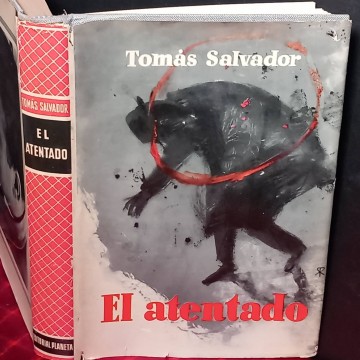 Tomás Salvador
El atentado
TOMÁS SALVADOR
EL
ATENTADO
EDITORIAL PLANETA